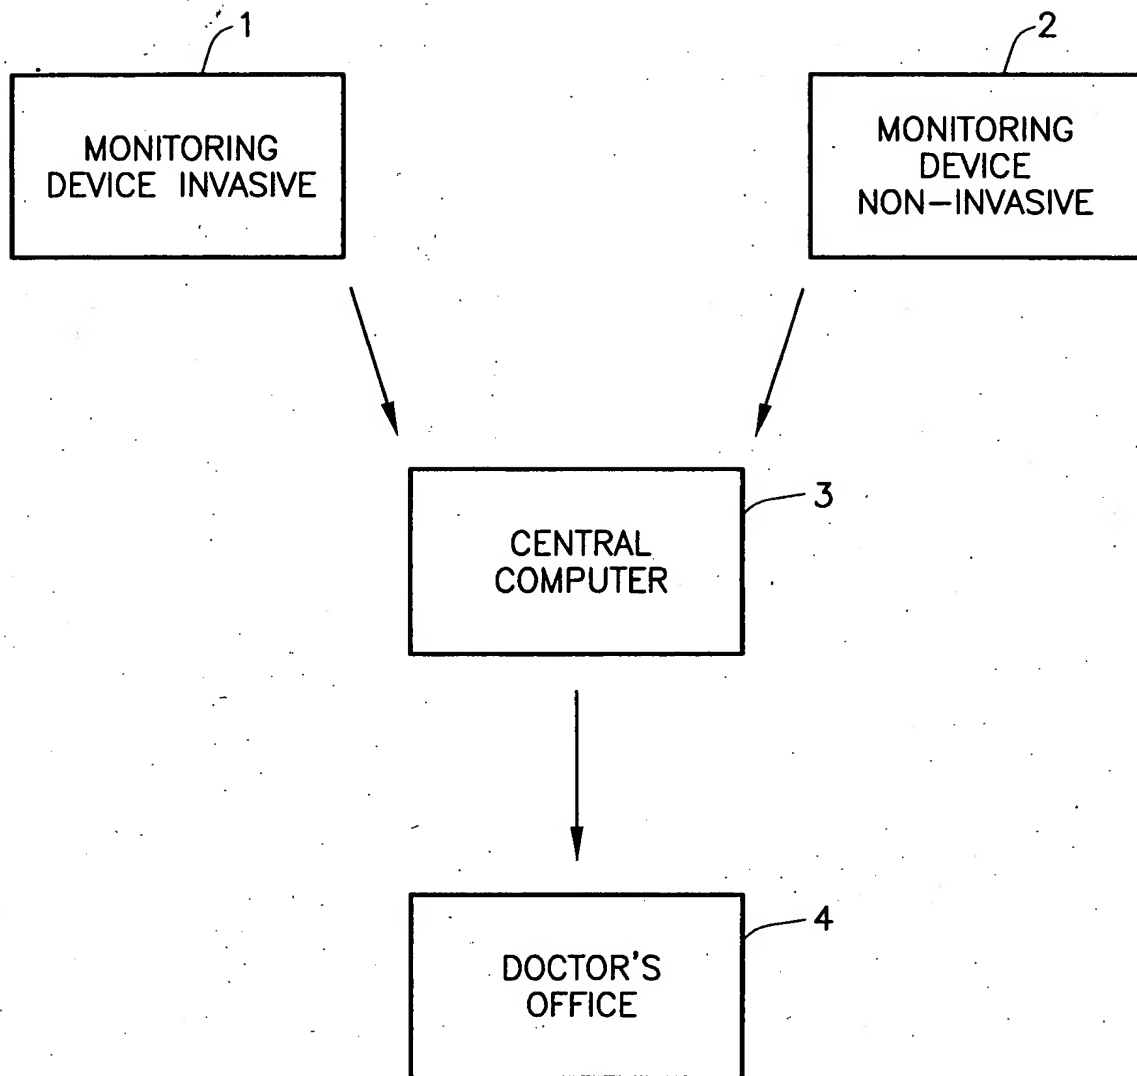 1
2
MONITORING
DEVICE INVASIVE
MONITORING
DEVICE
NON-INVASIVE
3
CENTRAL
COMPUTER
4
DOCTOR'S
OFFICE